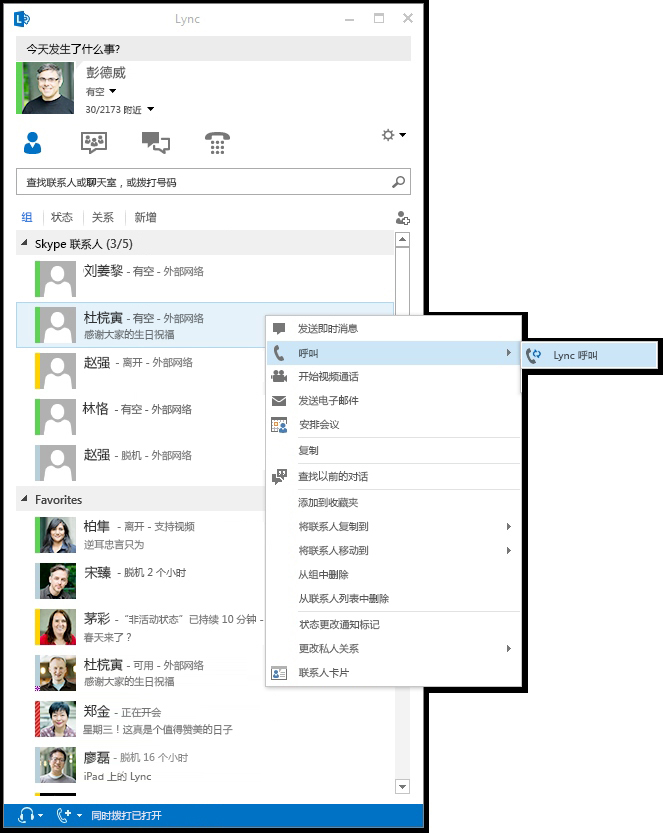 Lync
今天发生了什么事?
彭德威
有空
30/2173 附近
查找联系人或聊天室，或拨打号码
组 状态 关系 新增
Skype 联系人 (3/5)
刘姜黎 - 有空 - 外部网络
杜梡寅 - 有空 - 外部网络
感谢大家的生日祝福
赵强 - 离开 - 外部网络
林恪 - 有空 - 外部网络
赵强 - 脱机 - 外部网络
发送即时消息
呼叫
Lync 呼叫
开始视频通话
发送电子邮件
安排会议
复制
查找以前的对话
添加到收藏夹
将联系人复制到
将联系人移动到
从组中删除
从联系人列表中删除
状态更改通知标记
更改私人关系
联系人卡片
Favorites
柏隼 - 离开 - 支持视频
逆耳忠言只为
宋臻 - 脱机 2 个小时
茅彩 - “非活动状态”已持续 10 分钟 -
春天来了？
杜梡寅 - 可用 - 外部网络
感谢大家的生日祝福
郑金 - 正在开会
星期三！这真是个值得赞美的日子
廖磊 - 脱机 16 个小时
iPad 上的 Lync
同时拨打已打开